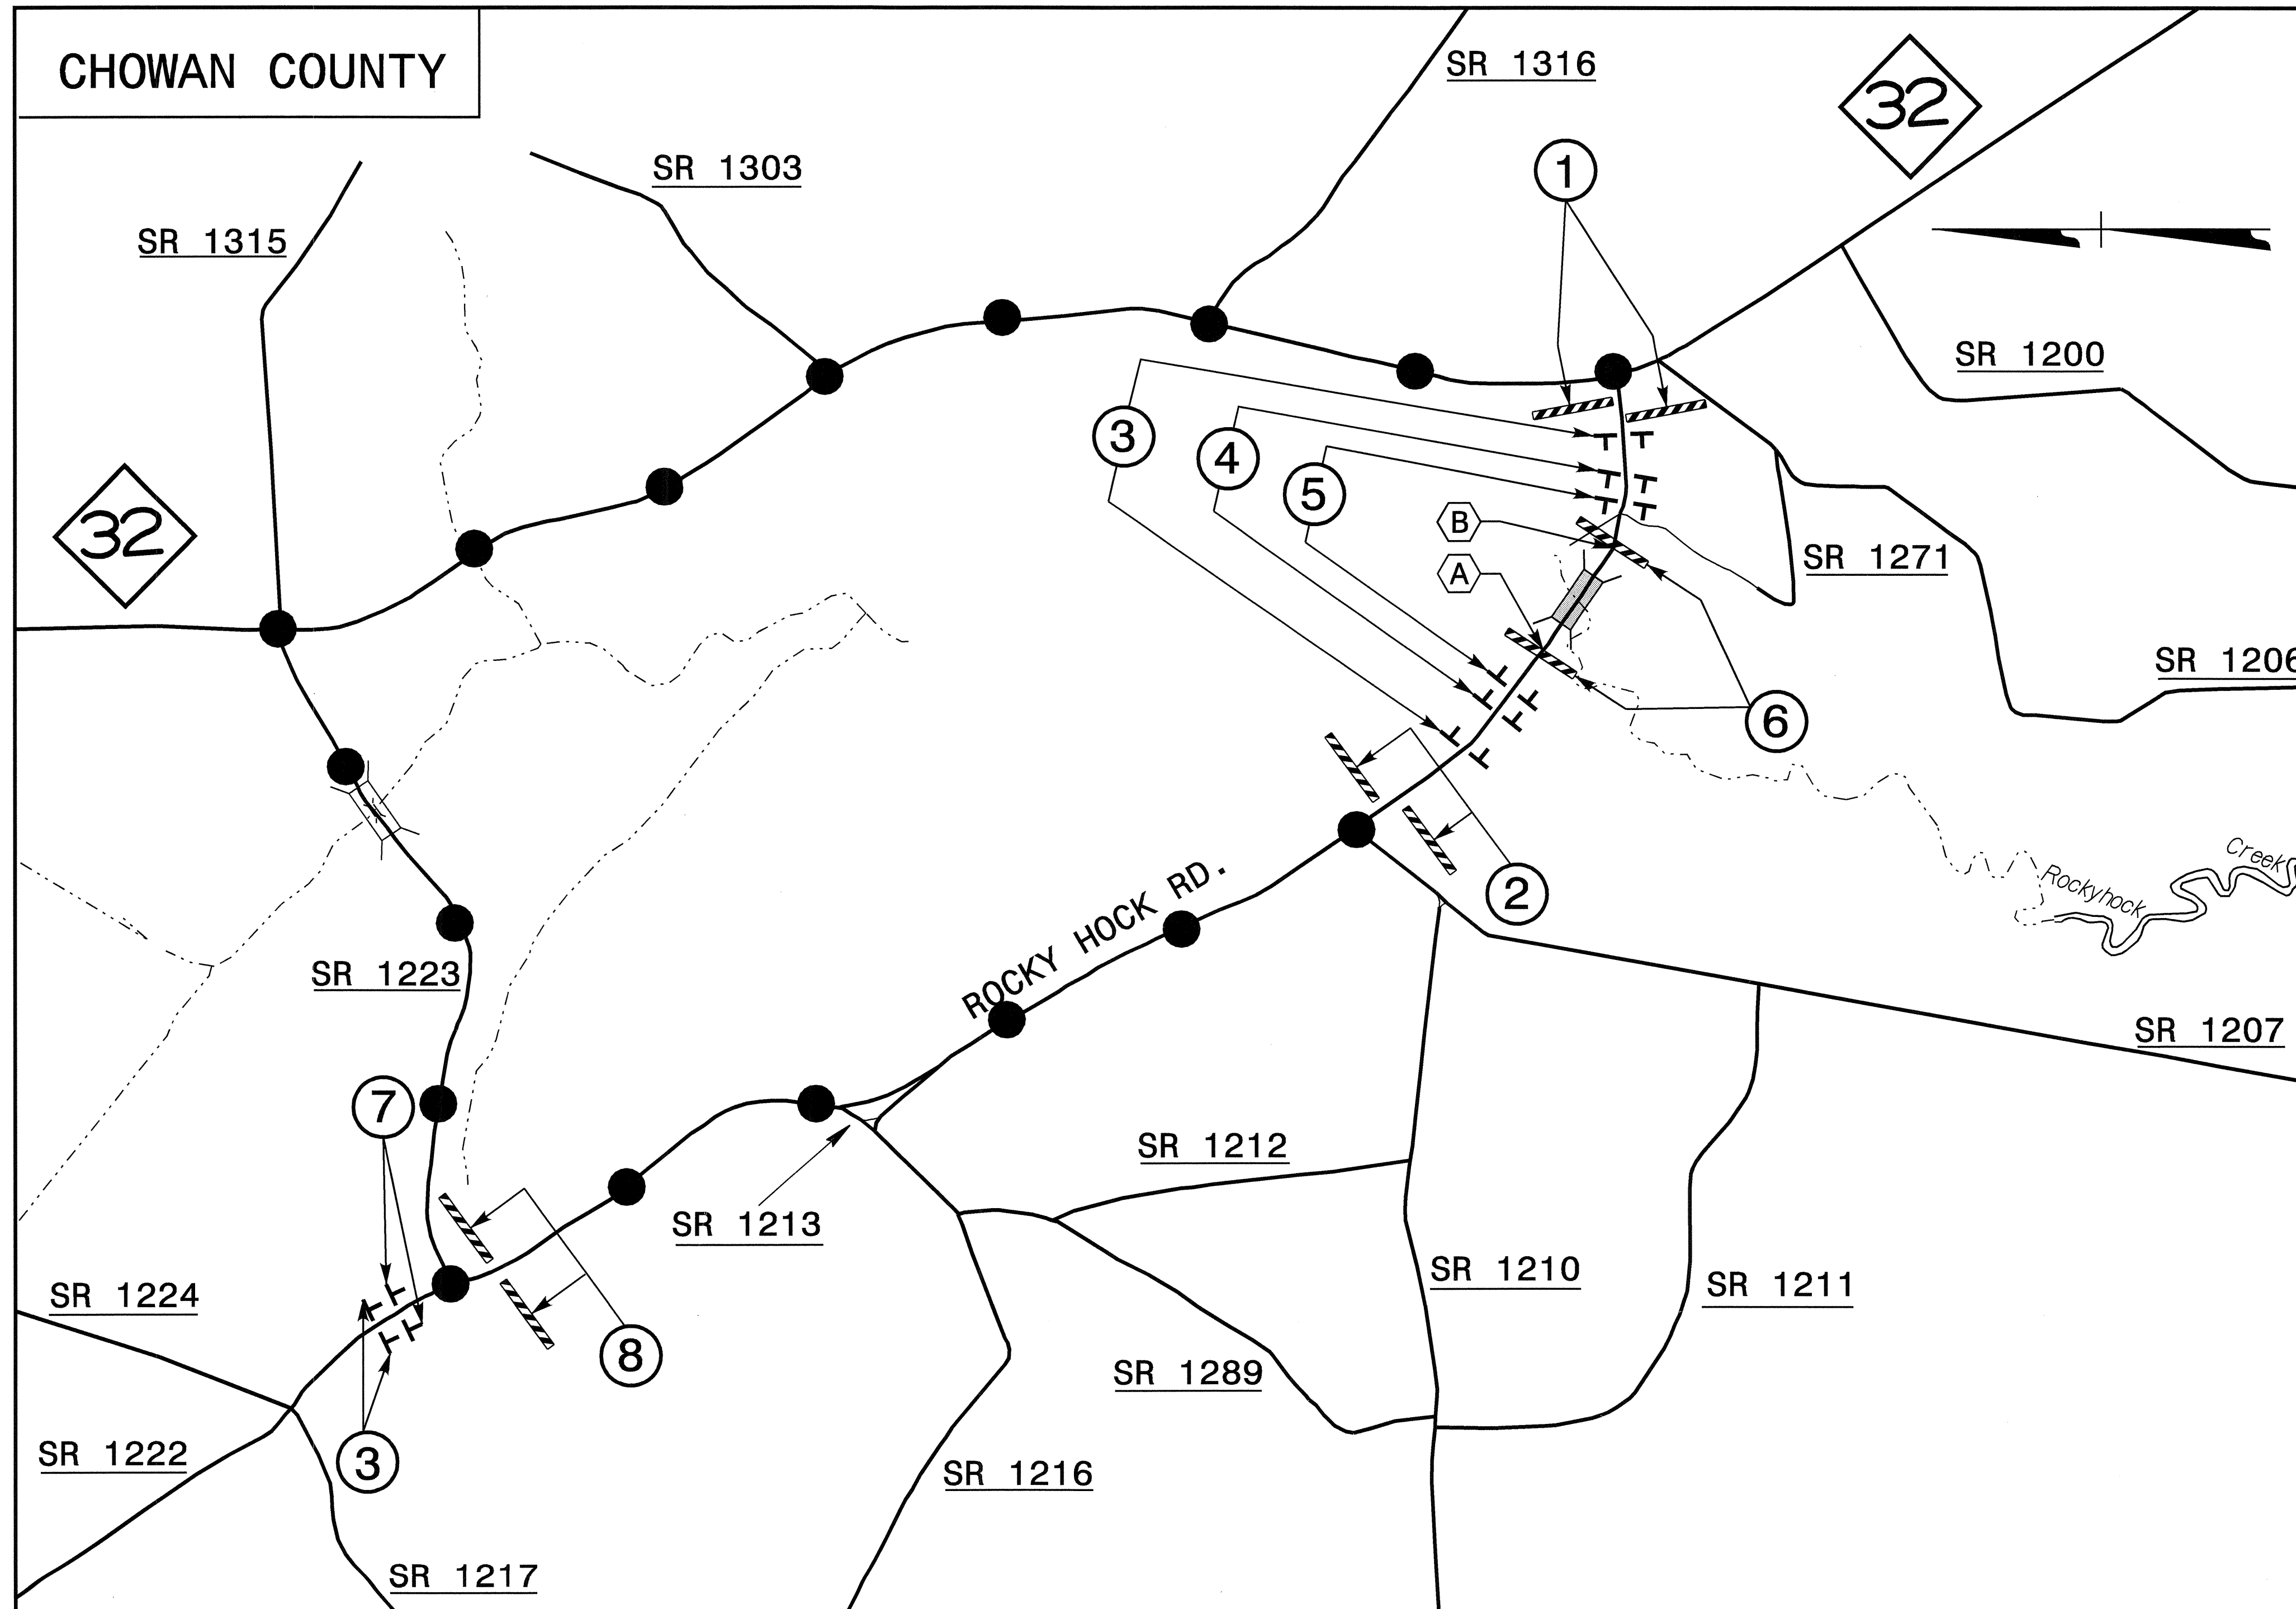 CHOWAN COUNTY
SR 1316
32
SR 1303
1
SR 1315
SR 1200
3
4
5
32
B
A
SR 1271
SR 1206
6
Creek
Rockyhock
2
ROCKY HOCK RD.
SR 1223
SR 1207
7
SR 1212
SR 1213
SR 1210
SR 1211
SR 1224
8
SR 1289
SR 1222
3
SR 1216
SR 1217